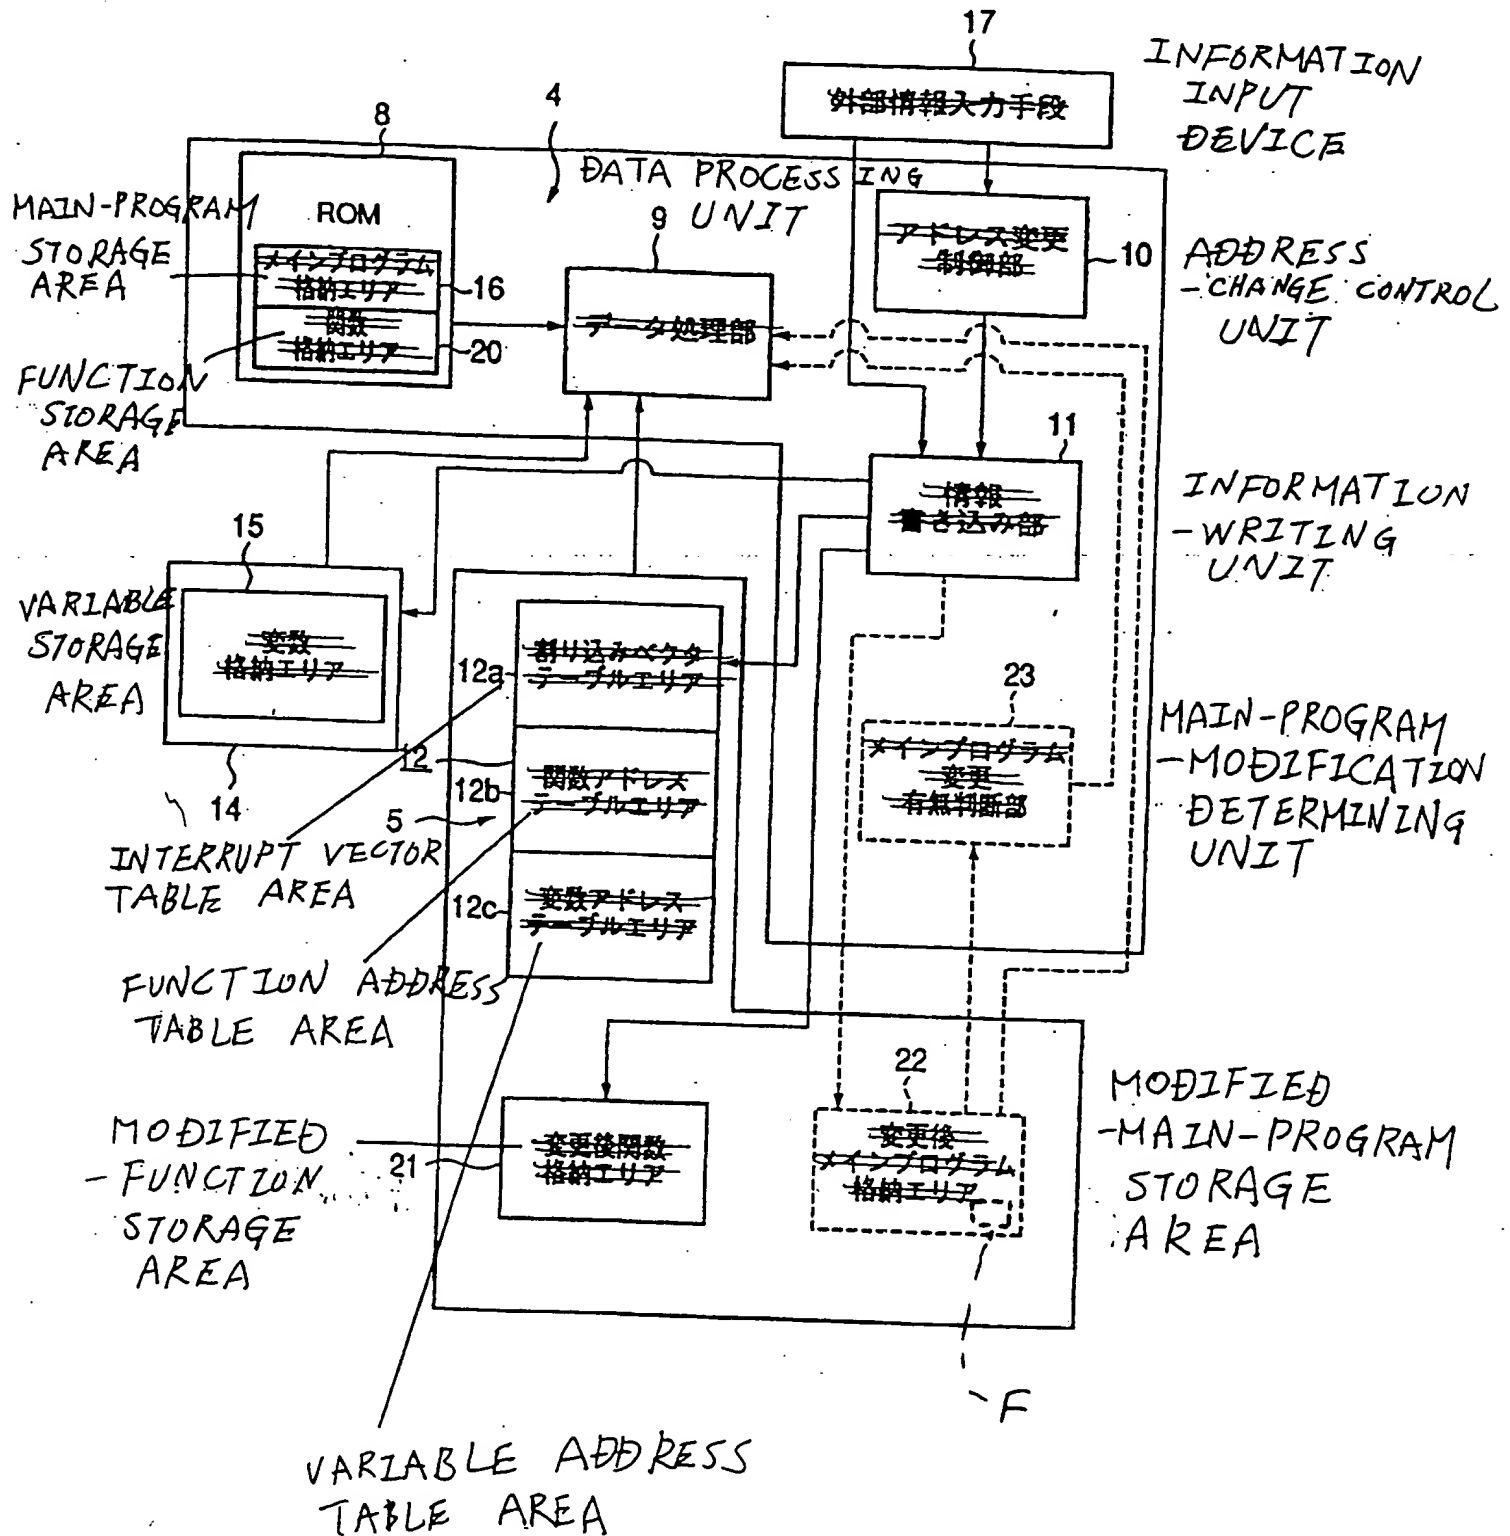 17
外部情報入力手段
INFORMATION
INPUT
DEVICE
4
8
DATA PROCESSING
UNIT
MAIN-PROGRAM
STORAGE
AREA
ROM
メインプログラム
格納エリア
16
関数
格納エリア
20
FUNCTION
STORAGE
AREA
9
データ処理部
アドレス変更
制御部
10
ADDRESS
-CHANGE CONTROL
UNIT
11
情報
書き込み部
INFORMATION
-WRITING
UNIT
15
VARIABLE
STORAGE
AREA
変数
格納エリア
14
12a
割り込みベクタ
テーブルエリア
12
12b
関数アドレス
テーブルエリア
5
12c
変数アドレス
テーブルエリア
INTERRUPT VECTOR
TABLE AREA
FUNCTION ADDRESS
TABLE AREA
23
メインプログラム
変更
有無判断部
MAIN-PROGRAM
-MODIFICATION
DETERMINING
UNIT
MODIFIED
-FUNCTION
STORAGE
AREA
21
変更後関数
格納エリア
22
変更後
メインプログラム
格納エリア
MODIFIED
-MAIN-PROGRAM
STORAGE
AREA
F
VARIABLE ADDRESS
TABLE AREA